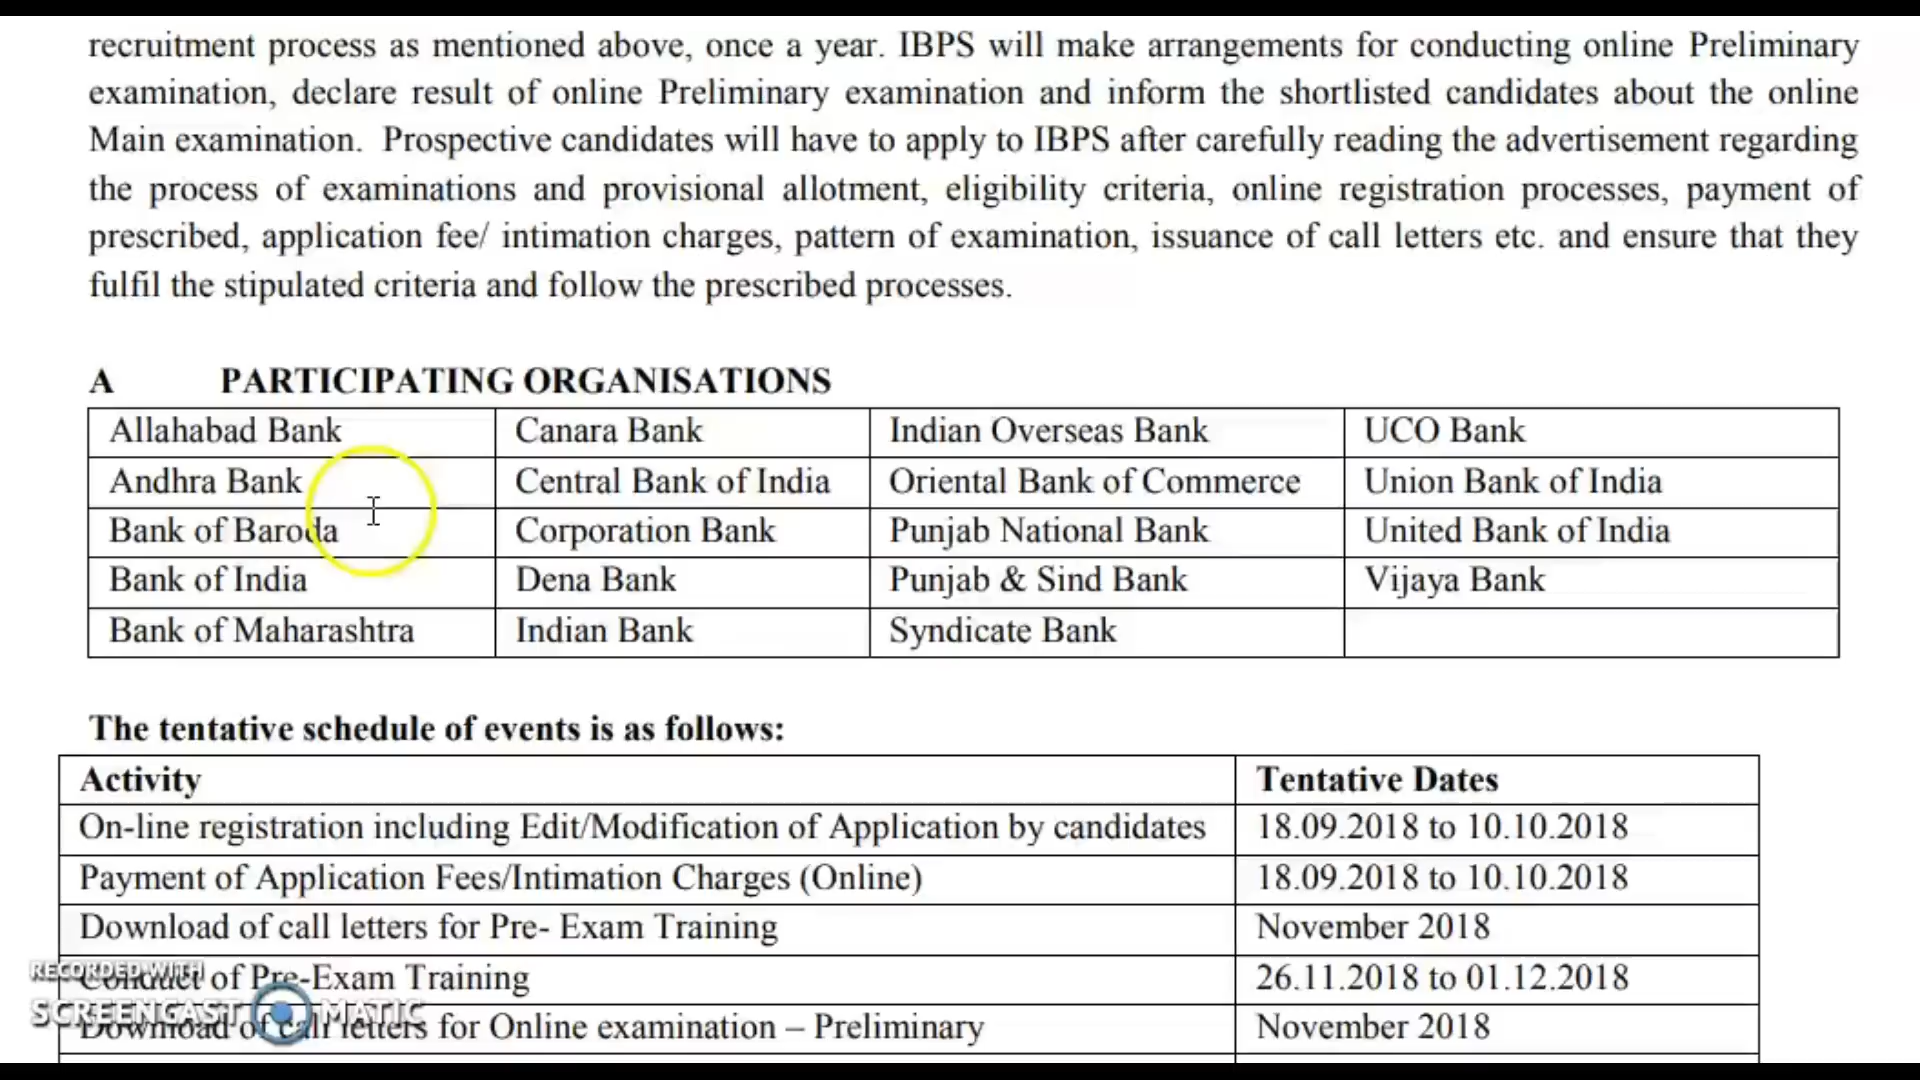 recruitment process as mentioned above, once a year. IBPS will make arrangements for conducting online Preliminary
examination, declare result of online Preliminary examination and inform the shortlisted candidates about the online
Main examination. Prospective candidates will have to apply to IBPS after carefully reading the advertisement regarding
the process of examinations and provisional allotment, eligibility criteria, online registration processes, payment of
prescribed, application fee/ intimation charges, pattern of examination, issuance of call letters etc. and ensure that they
fulfil the stipulated criteria and follow the prescribed processes.
A PARTICIPATING ORGANISATIONS
Allahabad Bank Canara Bank Indian Overseas Bank UCO Bank
Andhra Bank Central Bank of India Oriental Bank of Commerce Union Bank of India
Bank of Baroda Corporation Bank Punjab National Bank United Bank of India
Bank of India Dena Bank Punjab & Sind Bank Vijaya Bank
Bank of Maharashtra Indian Bank Syndicate Bank
The tentative schedule of events is as follows:
Activity Tentative Dates
On-line registration including Edit/Modification of Application by candidates 18.09.2018 to 10.10.2018
Payment of Application Fees/Intimation Charges (Online) 18.09.2018 to 10.10.2018
Download of call letters for Pre- Exam Training November 2018
Conduct of Pre-Exam Training 26.11.2018 to 01.12.2018
Download of call letters for Online examination – Preliminary November 2018
RECORDED WITH
SCREENCAST MATIC